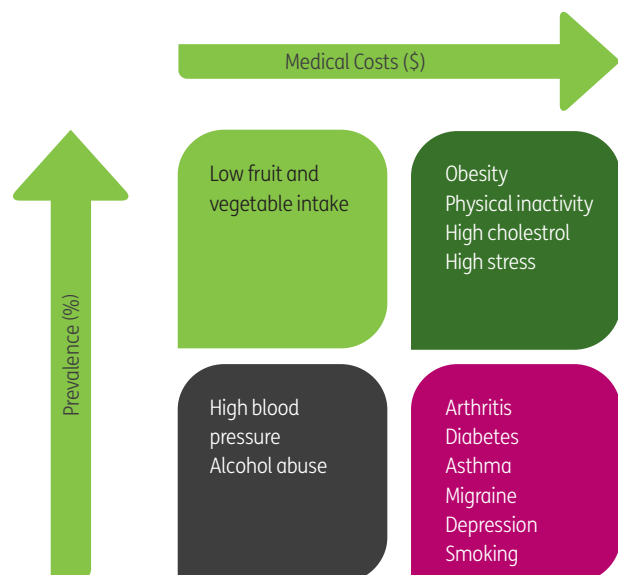 Medical Costs ($)
Prevalence (%)
Low fruit and
vegetable intake
Obesity
Physical inactivity
High cholestrol
High stress
High blood
pressure
Alcohol abuse
Arthritis
Diabetes
Asthma
Migraine
Depression
Smoking